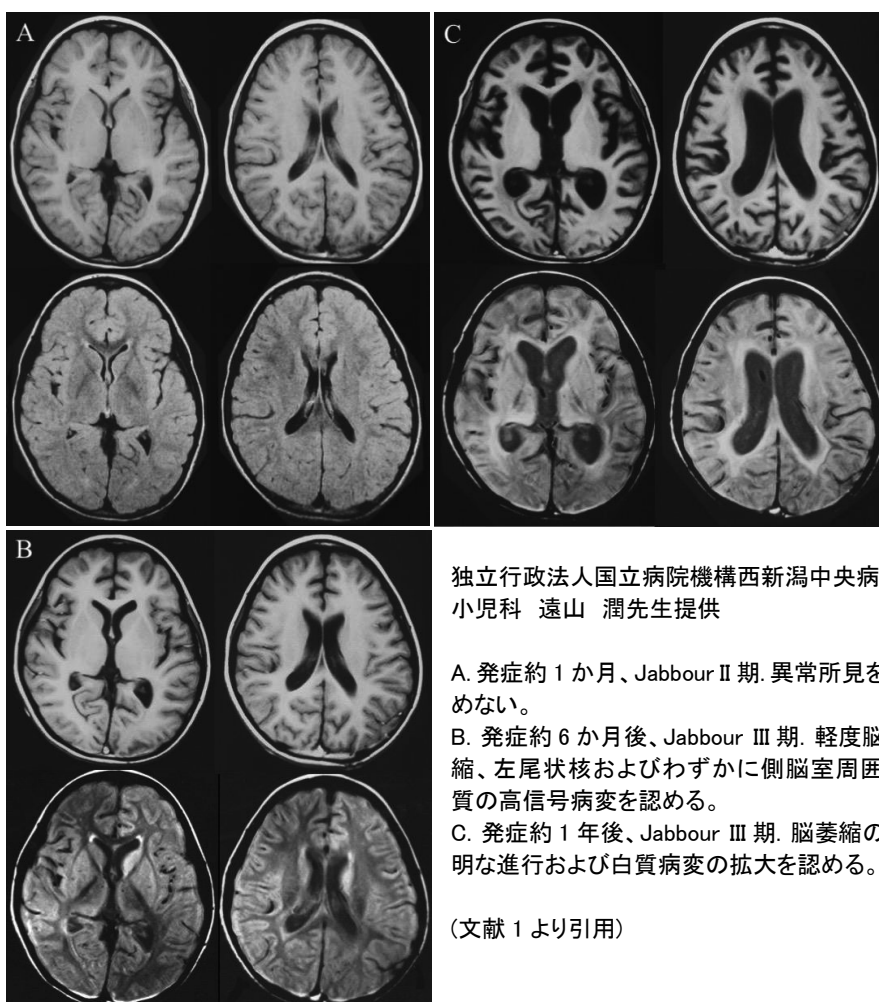 A
C
B
独立行政法人国立病院機構西新潟中央病
小児科 遠山 潤先生提供
A. 発症約 1 か月、Jabbour II 期. 異常所見を
めない。
B. 発症約 6 か月後、Jabbour III 期. 軽度脳
縮、左尾状核およびわずかに側脳室周囲
質の高信号病変を認める。
C. 発症約 1 年後、Jabbour III 期. 脳萎縮の
明な進行および白質病変の拡大を認める。
(文献 1 より引用)